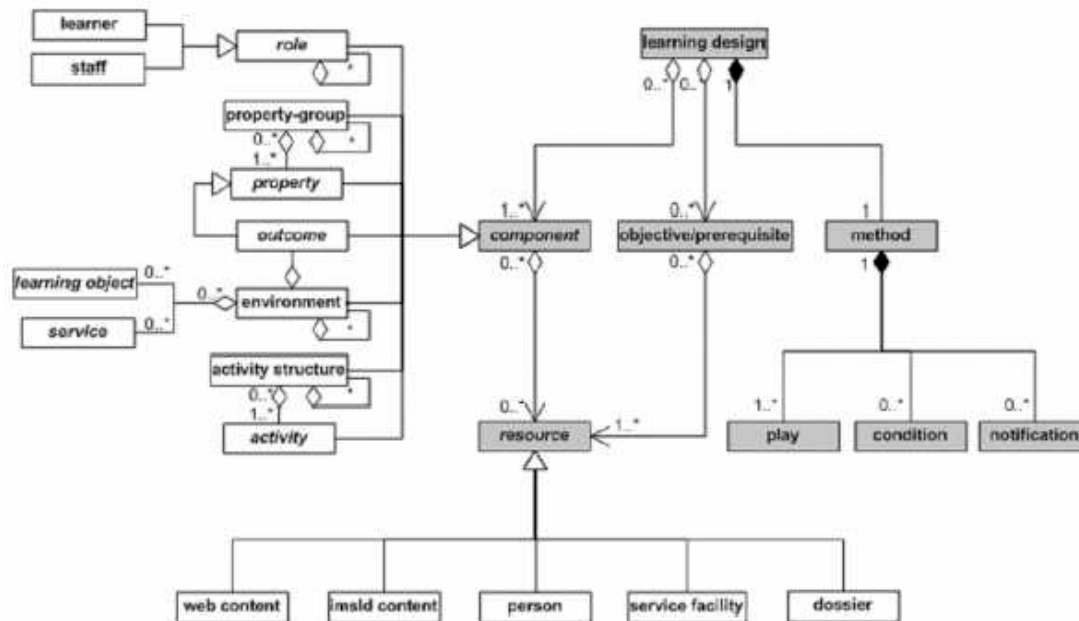 learner
role
learning design
staff
*
0..*
0..*
1
property-group
0..*
*
1..*
property
1..*
0..*
1
outcome
component
objective/prerequisite
method
0..*
0..*
1
learning object
0..*
0..*
environment
service
0..*
*
activity structure
0..*
*
1..*
0..*
1..*
1..*
0..*
0..*
activity
resource
play
condition
notification
web content
imsld content
person
service facility
dossier